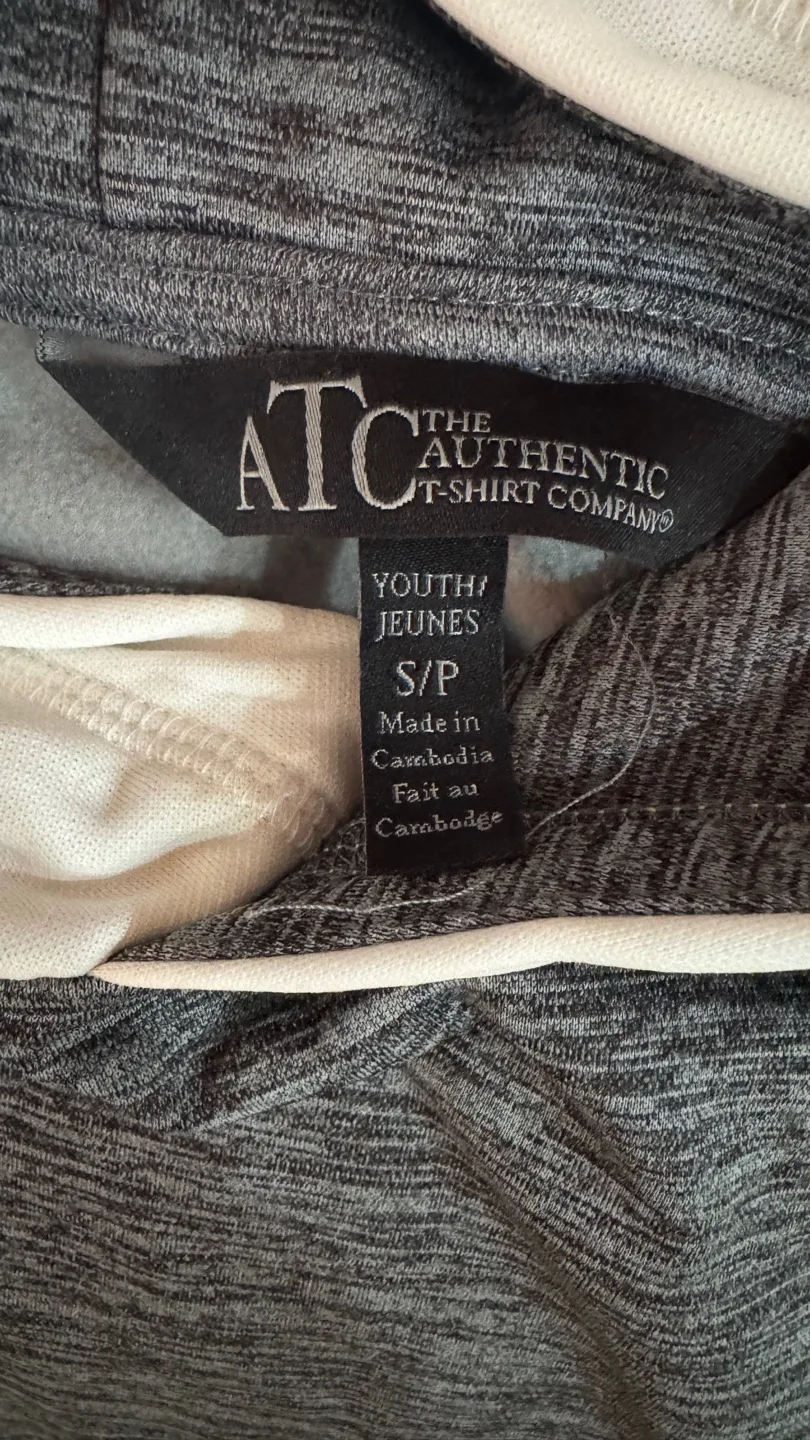 ATC THE
AUTHENTIC
T-SHIRT COMPANY®
YOUTH/
JEUNES
S/P
Made in
Cambodia
Fait au
Cambodge